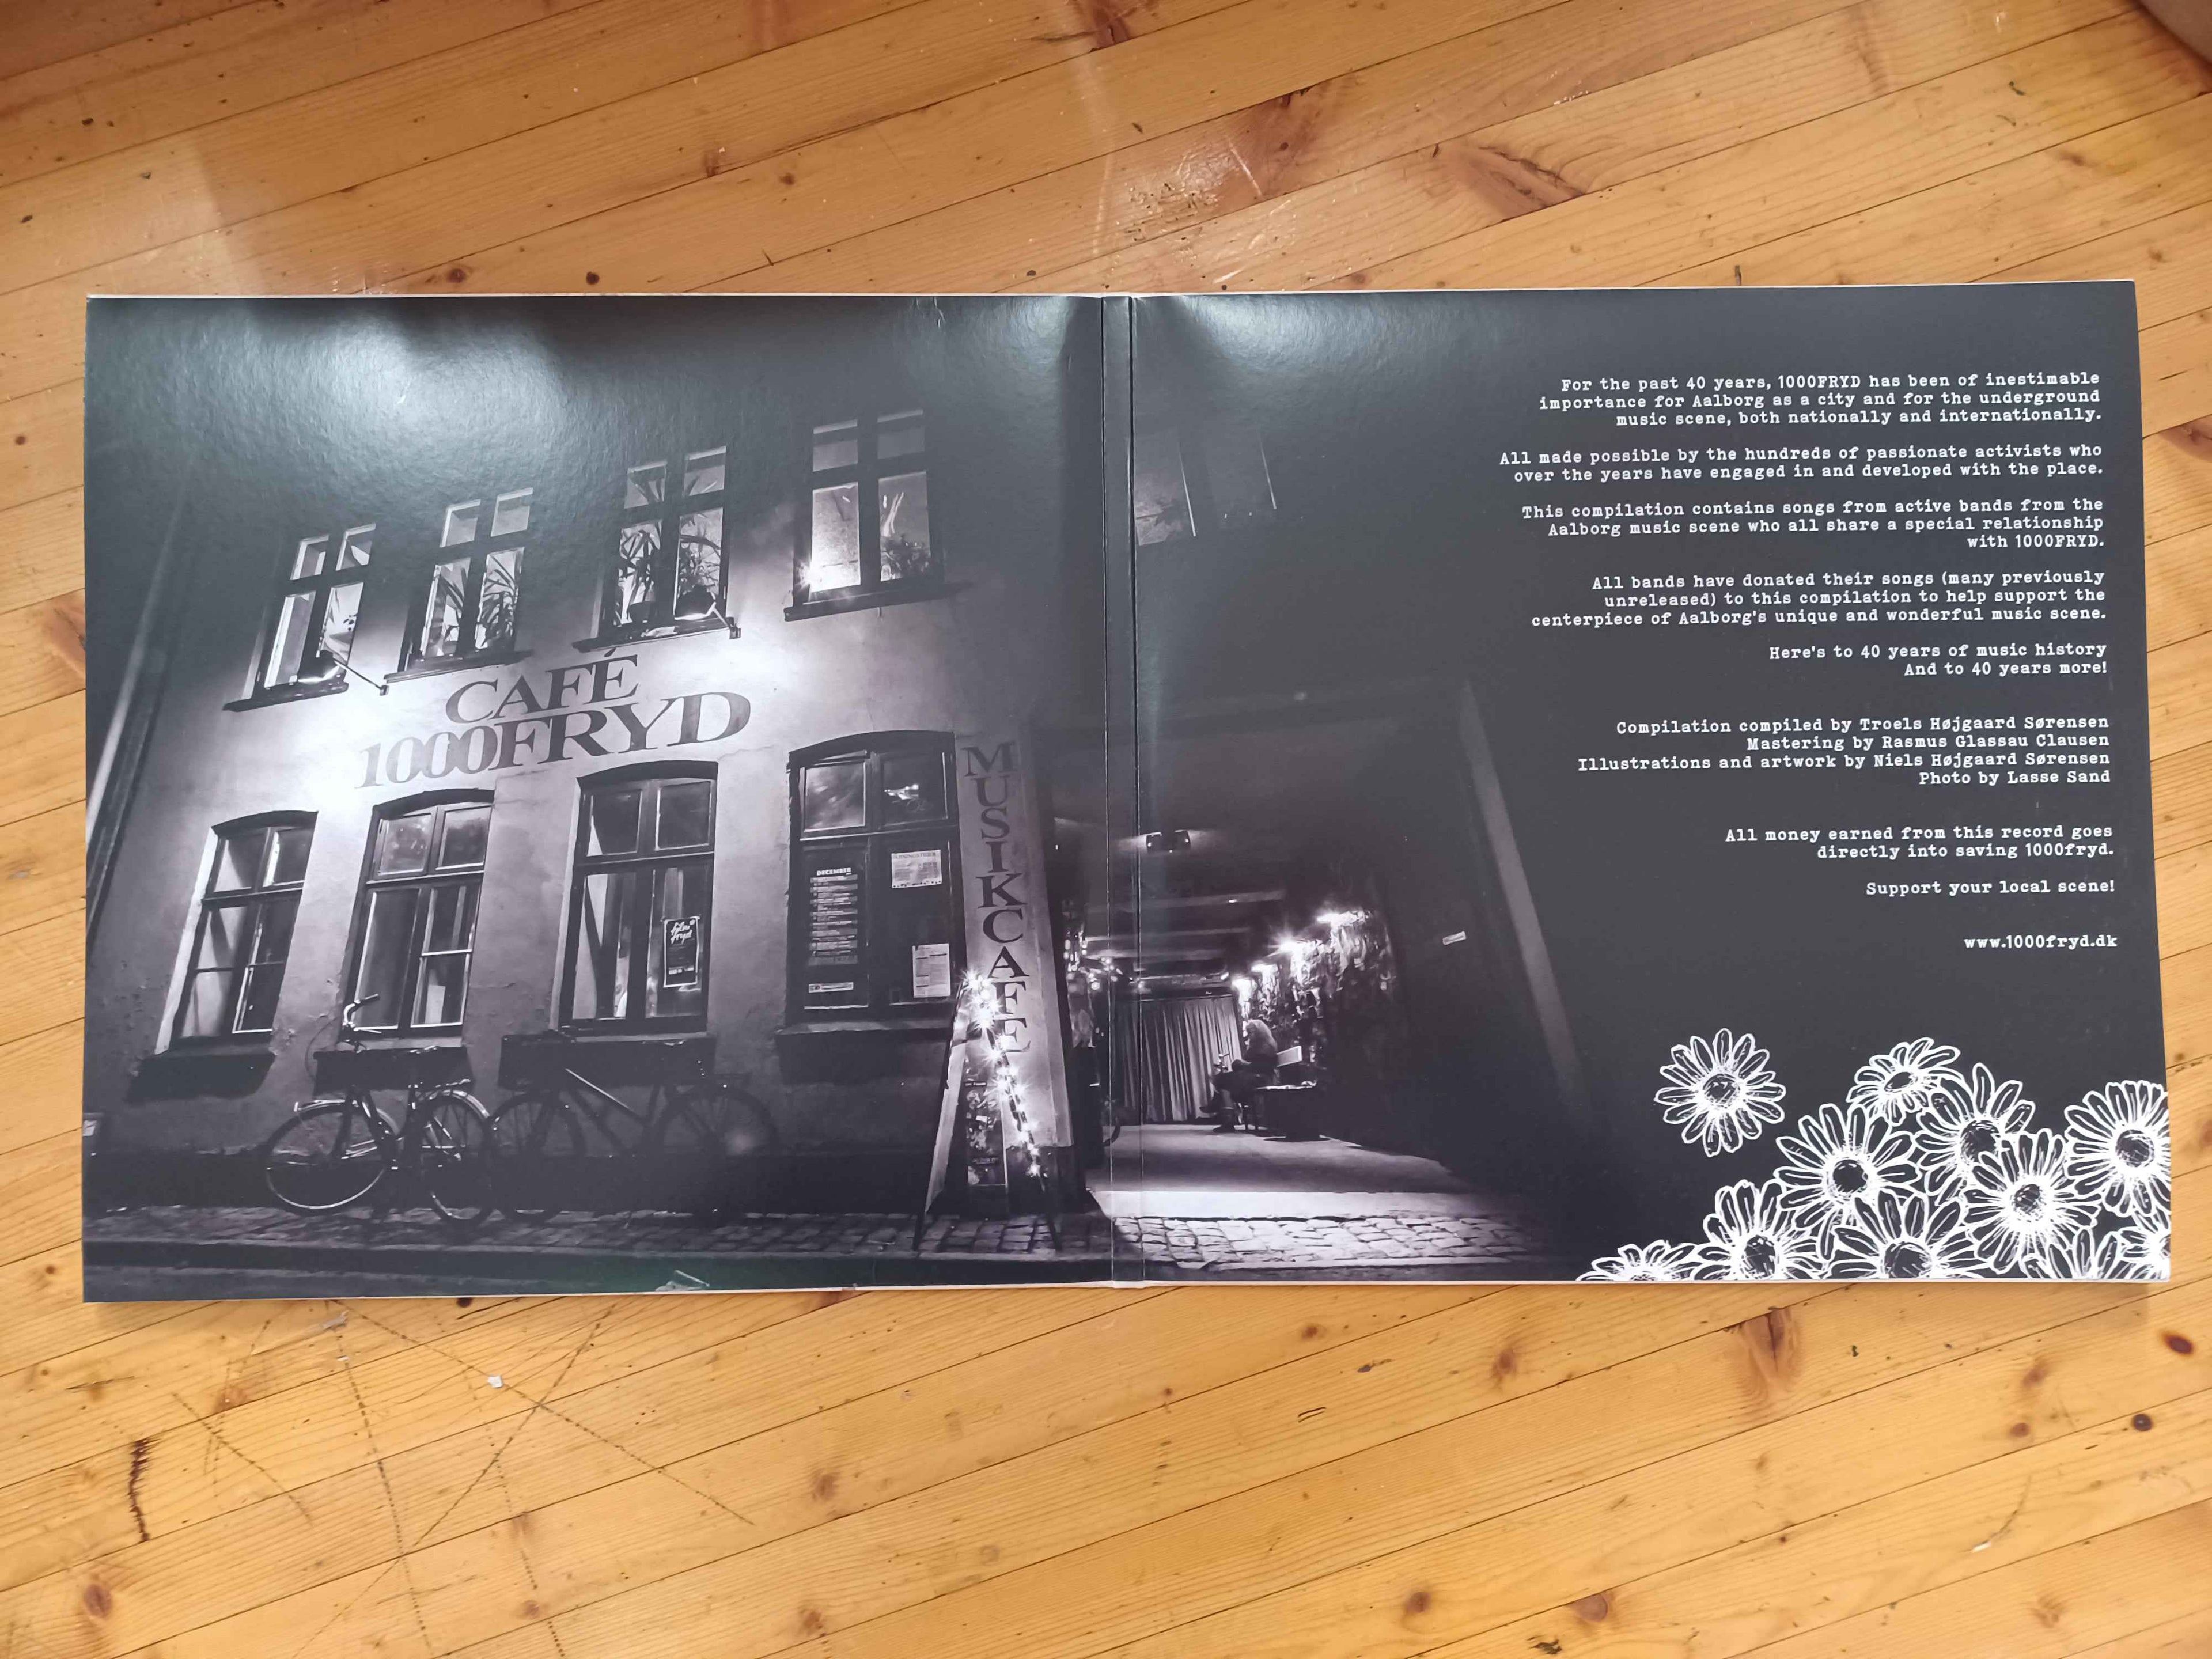 CAFÉ
1000FRYD
MUSIKCAFE
DECEMBER
For the past 40 years, 1000FRYD has been of inestimable
importance for Aalborg as a city and for the underground
music scene, both nationally and internationally.
All made possible by the hundreds of passionate activists who
over the years have engaged in and developed with the place.
This compilation contains songs from active bands from the
Aalborg music scene who all share a special relationship
with 1000FRYD.
All bands have donated their songs (many previously
unreleased) to this compilation to help support the
centerpiece of Aalborg's unique and wonderful music scene.
Here's to 40 years of music history
And to 40 years more!
Compilation compiled by Troels Højgaard Sørensen
Mastering by Rasmus Glassau Clausen
Illustrations and artwork by Niels Højgaard Sørensen
Photo by Lasse Sand
All money earned from this record goes
directly into saving 1000fryd.
Support your local scene!
www.1000fryd.dk